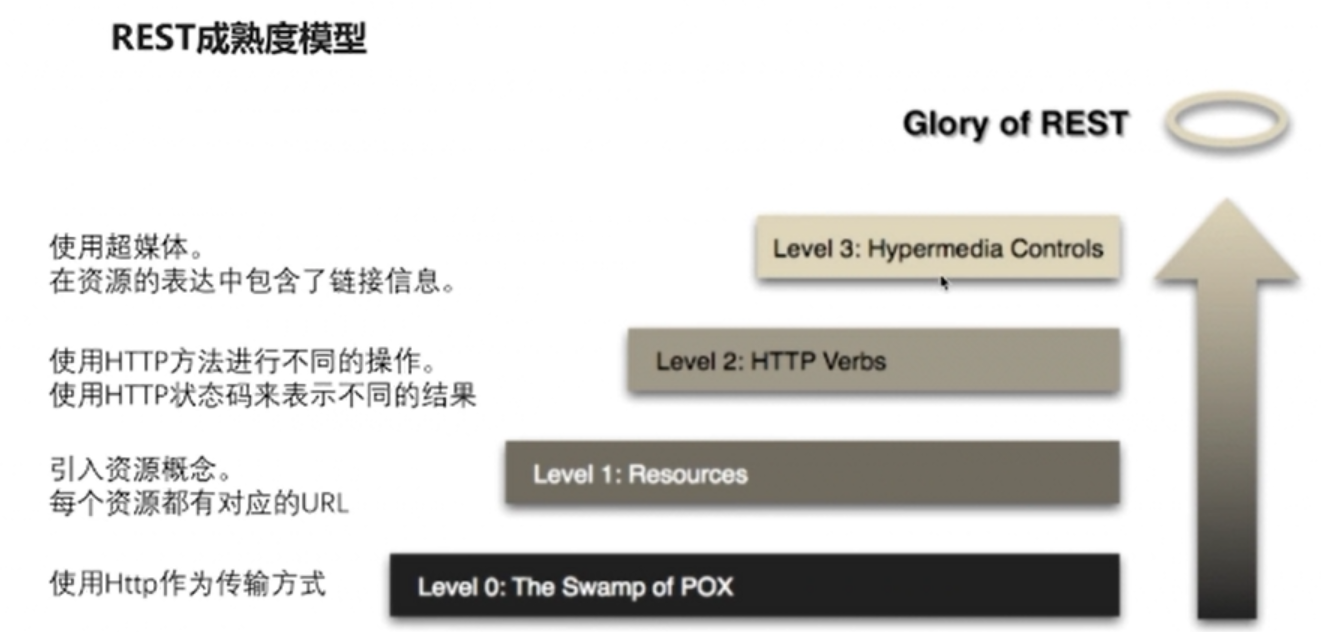 REST成熟度模型
Glory of REST
使用超媒体。
在资源的表达中包含了链接信息。
Level 3: Hypermedia Controls
使用HTTP方法进行不同的操作。
使用HTTP状态码来表示不同的结果
Level 2: HTTP Verbs
引入资源概念。
每个资源都有对应的URL
Level 1: Resources
使用Http作为传输方式
Level 0: The Swamp of POX